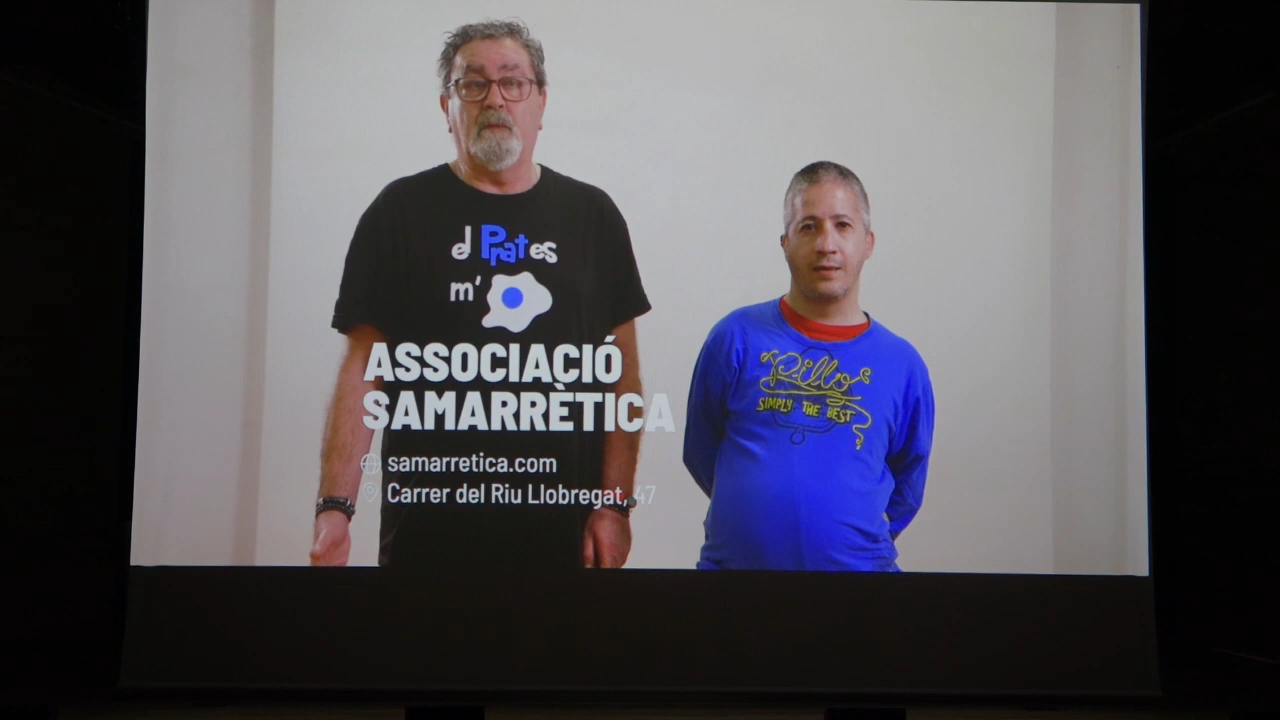 el Prat es
m'
ASSOCIACIÓ
SAMARRÈTICA
samarretica.com
Carrer del Riu Llobregat, 47
Pillo
SIMPLY THE BEST